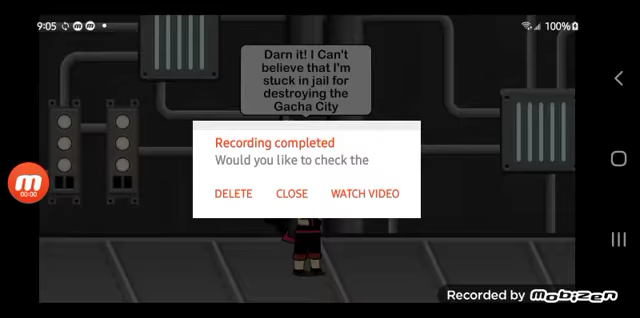 9:05
100%
Darn it! I Can't
believe that I'm
stuck in jail for
destroying the
Gacha City
Recording completed
Would you like to check the
DELETE CLOSE WATCH VIDEO
00:00
Recorded by Mobizen